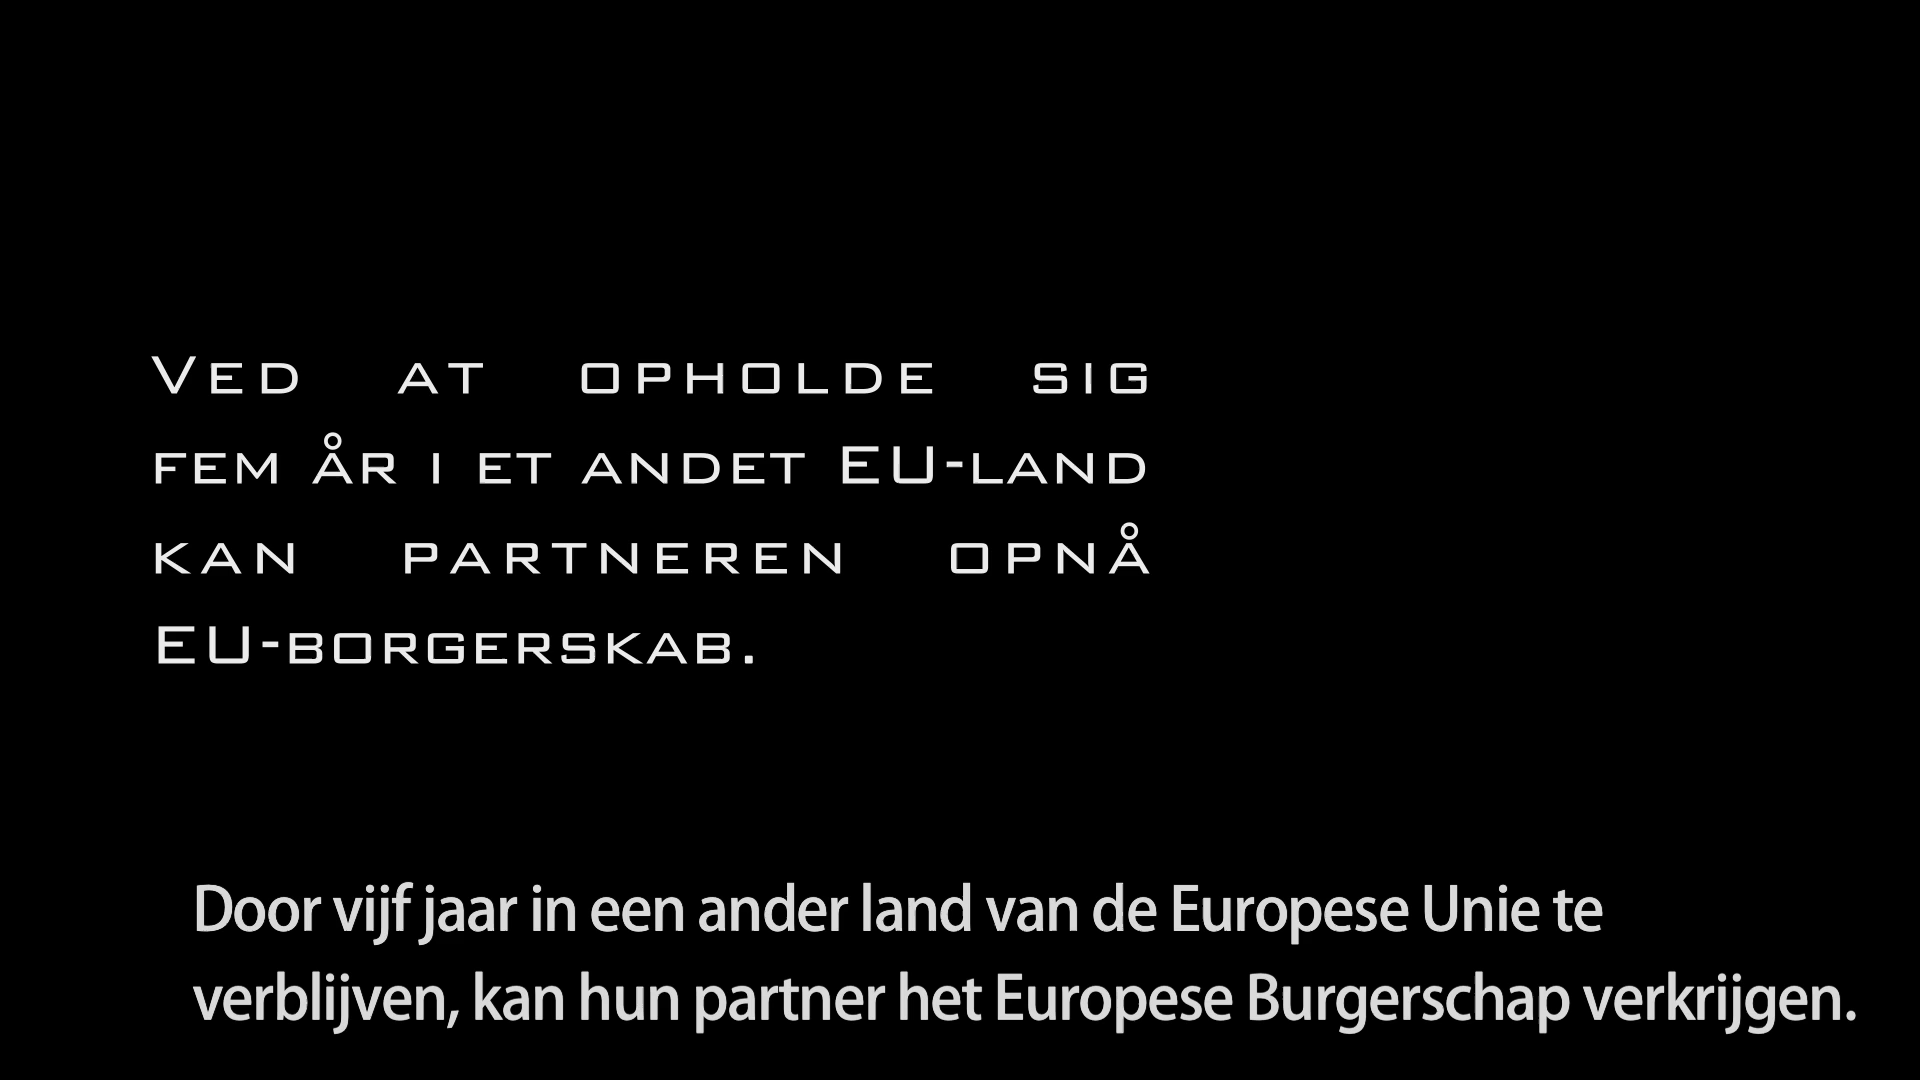 Ved at opholde sig
fem år i et andet EU-land
kan partneren opnå
EU-borgerskab.
Door vijf jaar in een ander land van de Europese Unie te
verblijven, kan hun partner het Europese Burgerschap verkrijgen.